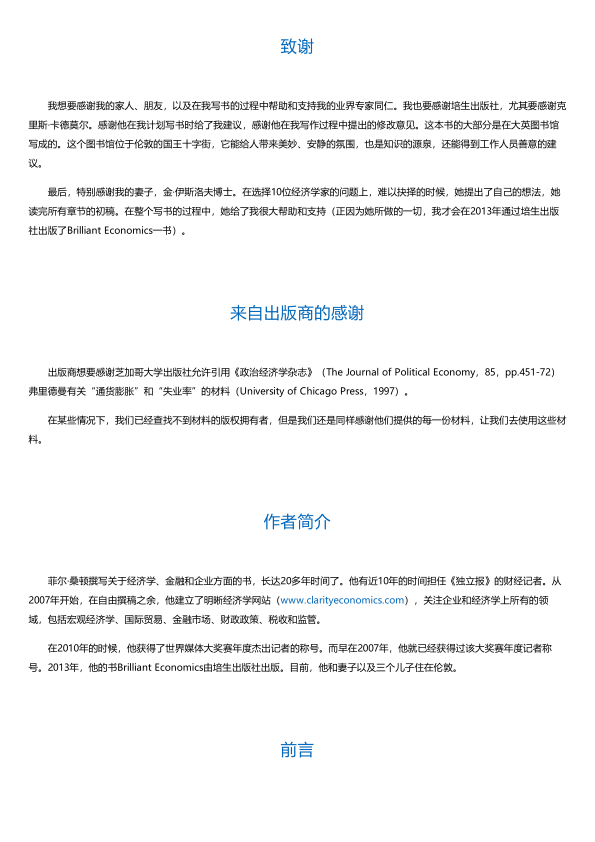 致谢
我想要感谢我的家人、朋友，以及在我写书的过程中帮助和支持我的业界专家同仁。我也要感谢培生出版社，尤其要感谢克
里斯·卡德莫尔。感谢他在我计划写书时给了我建议，感谢他在我写作过程中提出的修改意见。这本书的大部分是在大英图书馆
写成的。这个图书馆位于伦敦的国王十字街，它能给人带来美妙、安静的氛围，也是知识的源泉，还能得到工作人员善意的建
议。
最后，特别感谢我的妻子，金·伊斯洛夫博士。在选择10位经济学家的问题上，难以抉择的时候，她提出了自己的想法，她
读完所有章节的初稿。在整个写书的过程中，她给了我很大帮助和支持（正因为她所做的一切，我才会在2013年通过培生出版
社出版了Brilliant Economics一书）。
来自出版商的感谢
出版商想要感谢芝加哥大学出版社允许引用《政治经济学杂志》（The Journal of Political Economy，85，pp.451-72）
弗里德曼有关“通货膨胀”和“失业率”的材料（University of Chicago Press，1997）。
在某些情况下，我们已经查找不到材料的版权拥有者，但是我们还是同样感谢他们提供的每一份材料，让我们去使用这些材
料。
作者简介
菲尔·桑顿撰写关于经济学、金融和企业方面的书，长达20多年时间了。他有近10年的时间担任《独立报》的财经记者。从
2007年开始，在自由撰稿之余，他建立了明晰经济学网站（www.clarityeconomics.com），关注企业和经济学上所有的领
域，包括宏观经济学、国际贸易、金融市场、财政政策、税收和监管。
在2010年的时候，他获得了世界媒体大奖赛年度杰出记者的称号。而早在2007年，他就已经获得过该大奖赛年度记者称
号。2013年，他的书Brilliant Economics由培生出版社出版。目前，他和妻子以及三个儿子住在伦敦。
前言